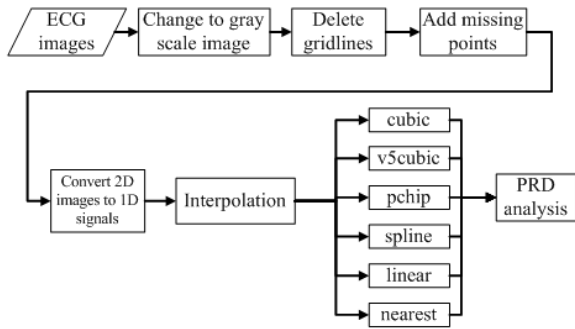 ECG
images
Change to gray
scale image
Delete
gridlines
Add missing
points
Convert 2D
images to 1D
signals
Interpolation
cubic
v5cubic
pchip
spline
linear
nearest
PRD
analysis